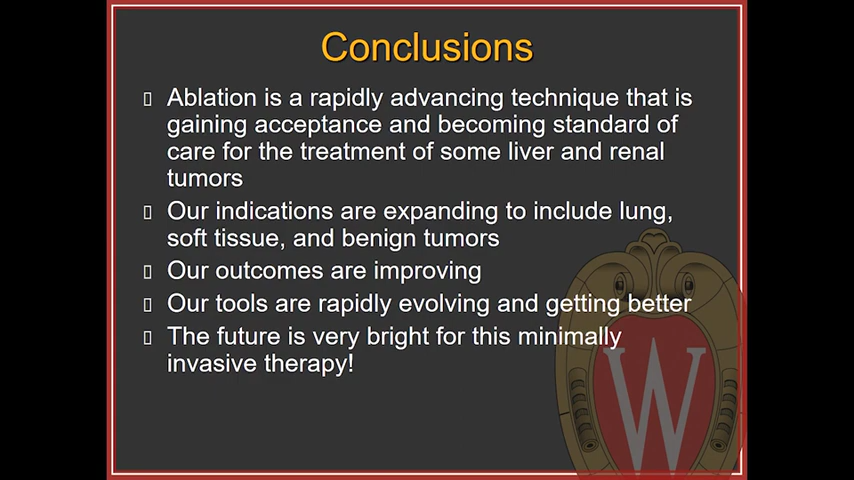 Conclusions
Ablation is a rapidly advancing technique that is
gaining acceptance and becoming standard of
care for the treatment of some liver and renal
tumors
Our indications are expanding to include lung,
soft tissue, and benign tumors
Our outcomes are improving
Our tools are rapidly evolving and getting better
The future is very bright for this minimally
invasive therapy!
W